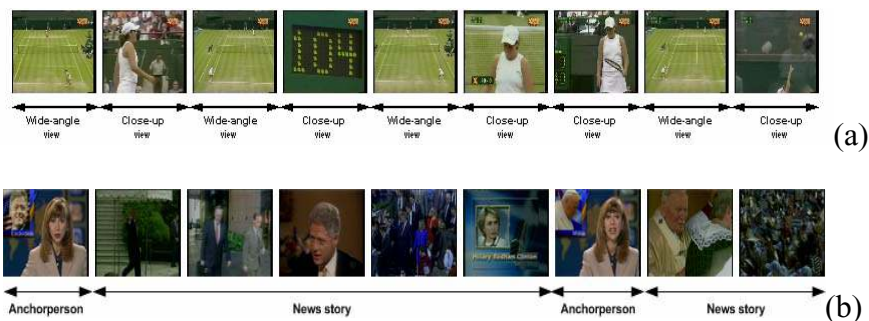 104
Wide-angle view
Close-up view
Wide-angle view
Close-up view
Wide-angle view
Close-up view
Close-up view
Wide-angle view
Close-up view
(a)
Hillary Rodham Clinton
Anchorperson
News story
Anchorperson
News story
(b)